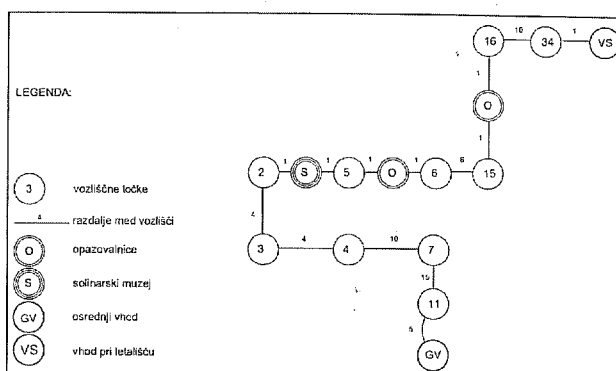 16 10 34 1 VS
1
O
1
LEGENDA:
2 1 S 1 5 1 O 1 6 6 15
3 vozliščne točke
4
4 razdalje med vozlišči
O opazovalnice
3 4 4 10 7
15
S solinarski muzej
11
GV osrednji vhod
GV
VS vhod pri letališču